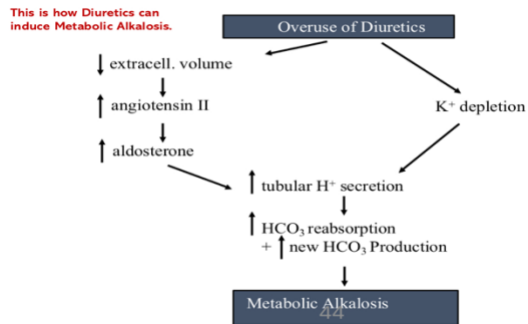 This is how Diuretics can
induce Metabolic Alkalosis.
Overuse of Diuretics
↓ extracell. volume
↑ angiotensin II
K⁺ depletion
↑ aldosterone
↑ tubular H⁺ secretion
↑ HCO₃ reabsorption
+ ↑ new HCO₃ Production
Metabolic Alkalosis
44